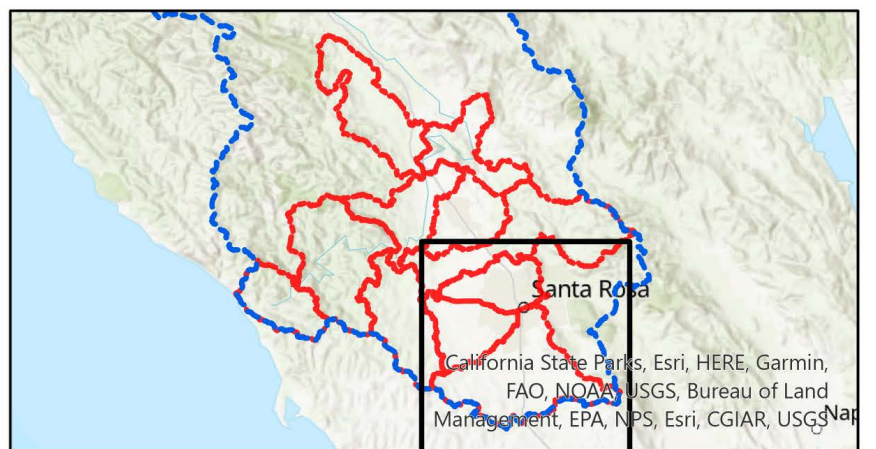 Santa Rosa
California State Parks, Esri, HERE, Garmin,
FAO, NOAA, USGS, Bureau of Land
Management, EPA, NPS, Esri, CGIAR, USGS
Nap